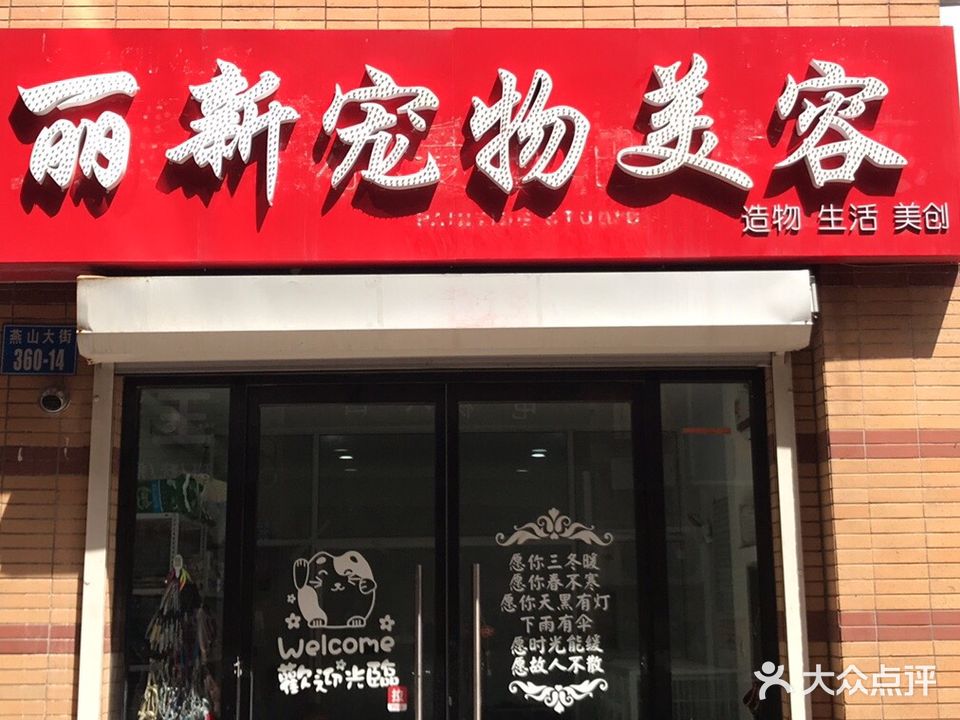 丽新宠物美容
造物 生活 美创
燕山大街
360-14
愿你三冬暖
愿你春不寒
愿你天黑有灯
下雨有伞
愿时光能缓
愿故人不散
Welcome
歡迎光臨
拉
大众点评